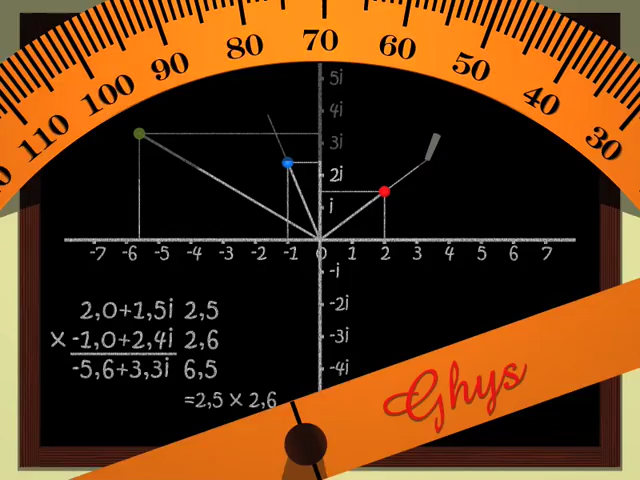 110 100 90 80 70 60 50 40 30
5i
4i
3i
2i
i
-7 -6 -5 -4 -3 -2 -1 0 1 2 3 4 5 6 7
-i
-2i
-3i
-4i
2,0+1,5i 2,5
× -1,0+2,4i 2,6
-5,6+3,3i 6,5
=2,5 × 2,6
Ghys